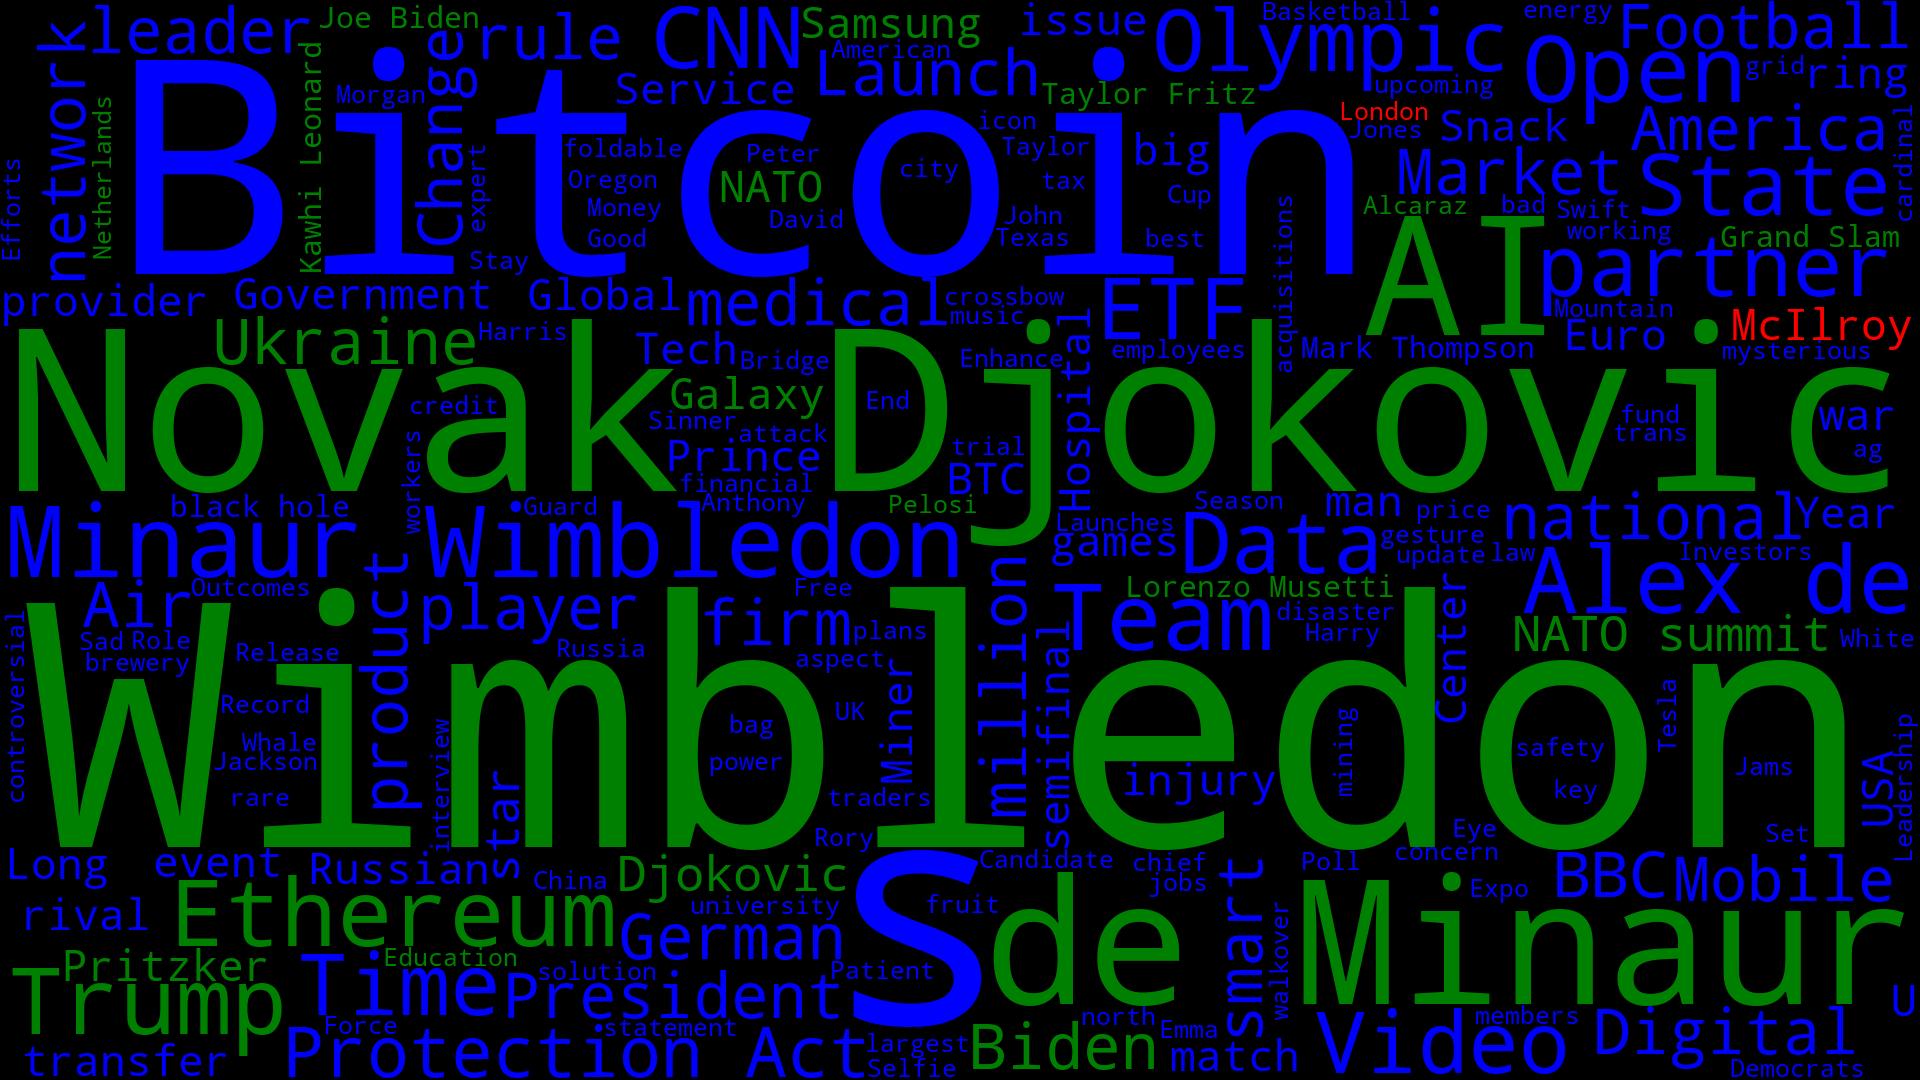 network
leader
Joe Biden
Change
rule
CNN
Samsung
American
Launch
issue
Olympic
Basketball
energy
Football
Open
grid
ring
upcoming
Service
Morgan
Netherlands
Kawhi Leonard
Efforts
Bitcoin
expert
foldable
Oregon
Money
Good
Stay
Peter
NATO
David
city
icon
Taylor Fritz
Taylor
tax
John
Texas
big
Cup
best
London
Jones
Snack
America
Market
State
cardinal
Alcaraz
bad
Swift
working
Grand Slam
AI
partner
acquisitions
provider
Government
Global
medical
crossbow
music
ETF
Mountain
Euro
McIlroy
mysterious
Ukraine
Harris
Tech
Bridge
Enhance
employees
Mark Thompson
Hospital
Novak Djokovic
Galaxy
credit
Sinner
attack
End
Prince
trial
BTC
financial
Anthony
Pelosi
workers
fund
trans
war
ag
black hole
Guard
Season
man
price
national
Year
Minaur
Wimbledon
Launches
games
Data
gesture
update
law
Investors
Air
Outcomes
product
player
Free
firm
plans
million
Team
Lorenzo Musetti
disaster
Harry
center
Alex de
NATO summit
White
controversial
Sad
Role
brewery
Release
Russia
aspect
semifinal
Wimbledon
Record
Whale
Jackson
rare
interview
star
bag
power
UK
Miner
traders
Rory
injury
mining
safety
key
Tesla
Jams
USA
Leadership
Eye
Set
Long
event
Russian
China
Djokovic
Candidate
chief
jobs
Poll
concern
Expo
BBC
Mobile
rival
Ethereum
university
German
S
fruit
de Minaur
smart
walkover
Pritzker
Education
Trump
Time
solution
President
Patient
U
Force
statement
Protection Act
largest
Selfie
Biden
north
Emma
match
Video
members
Digital
Democrats
transfer